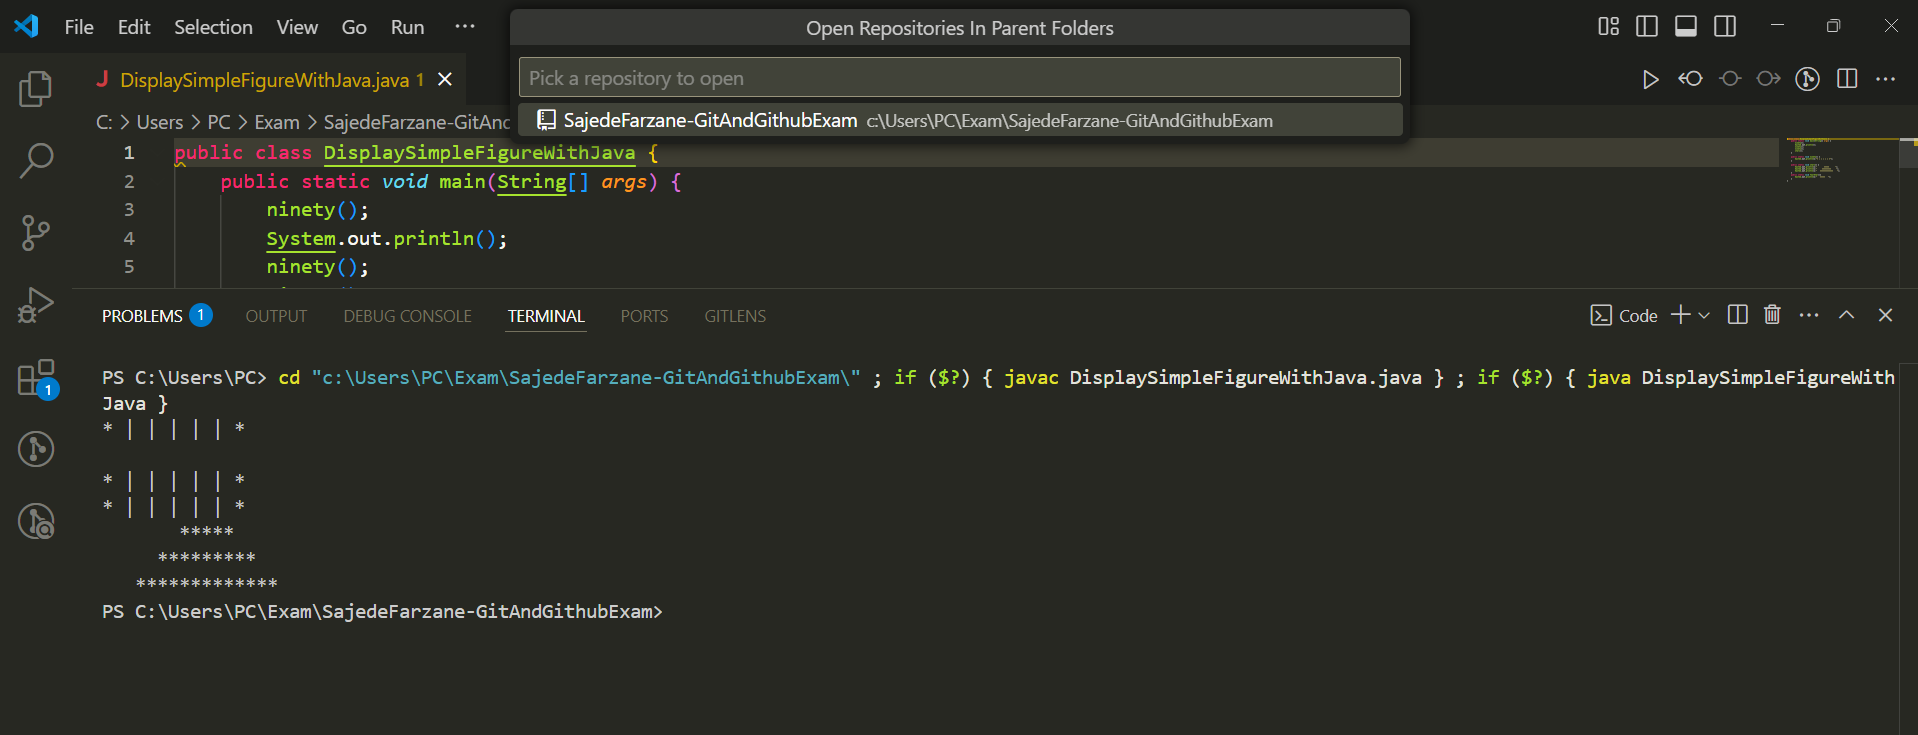 File Edit Selection View Go Run ···
Open Repositories In Parent Folders
J DisplaySimpleFigureWithJava.java 1
Pick a repository to open
C: > Users > PC > Exam > SajedeFarzane-GitAnd
SajedeFarzane-GitAndGithubExam c:\Users\PC\Exam\SajedeFarzane-GitAndGithubExam
1 public class DisplaySimpleFigureWithJava {
2 public static void main(String[] args) {
3 ninety();
4 System.out.println();
5 ninety();
PROBLEMS 1 OUTPUT DEBUG CONSOLE TERMINAL PORTS GITLENS
Code
PS C:\Users\PC> cd "c:\Users\PC\Exam\SajedeFarzane-GitAndGithubExam\" ; if ($?) { javac DisplaySimpleFigureWithJava.java } ; if ($?) { java DisplaySimpleFigureWith
Java }
* | | | | | *
* | | | | | *
* | | | | | *
*****
*********
*************
PS C:\Users\PC\Exam\SajedeFarzane-GitAndGithubExam>
1